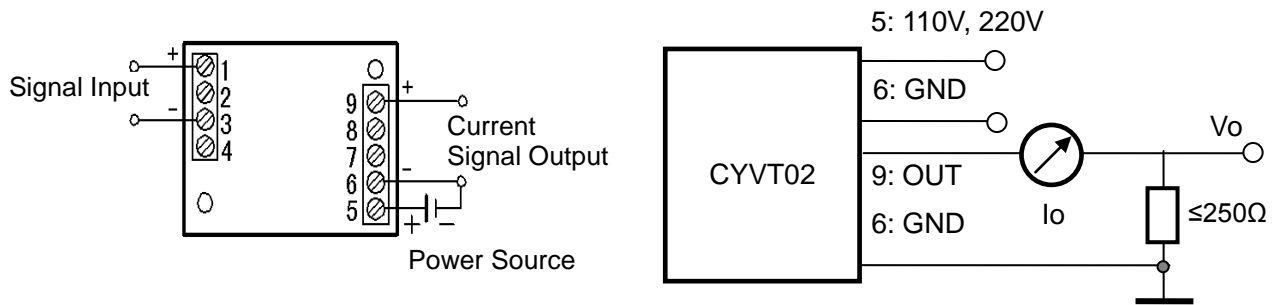 +
Signal Input
-
1
2
3
4
9
8
7
6
5
+
Current
Signal Output
-
+
-
Power Source
5: 110V, 220V
6: GND
CYVT02
9: OUT
6: GND
Io
Vo
≤250Ω